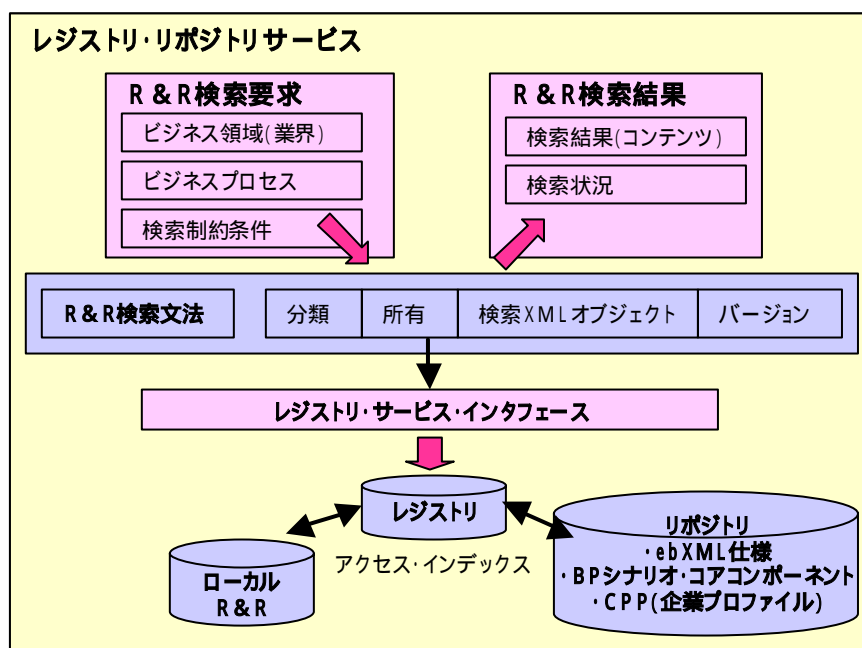 レジストリ・リポジトリサービス
R&R検索要求
ビジネス領域(業界)
ビジネスプロセス
検索制約条件
R&R検索結果
検索結果(コンテンツ)
検索状況
R&R検索文法
分類
所有
検索XMLオブジェクト
バージョン
レジストリ・サービス・インタフェース
レジストリ
アクセス・インデックス
ローカル
R&R
リポジトリ
・ebXML仕様
・BPシナリオ・コアコンポーネント
・CPP(企業プロファイル)